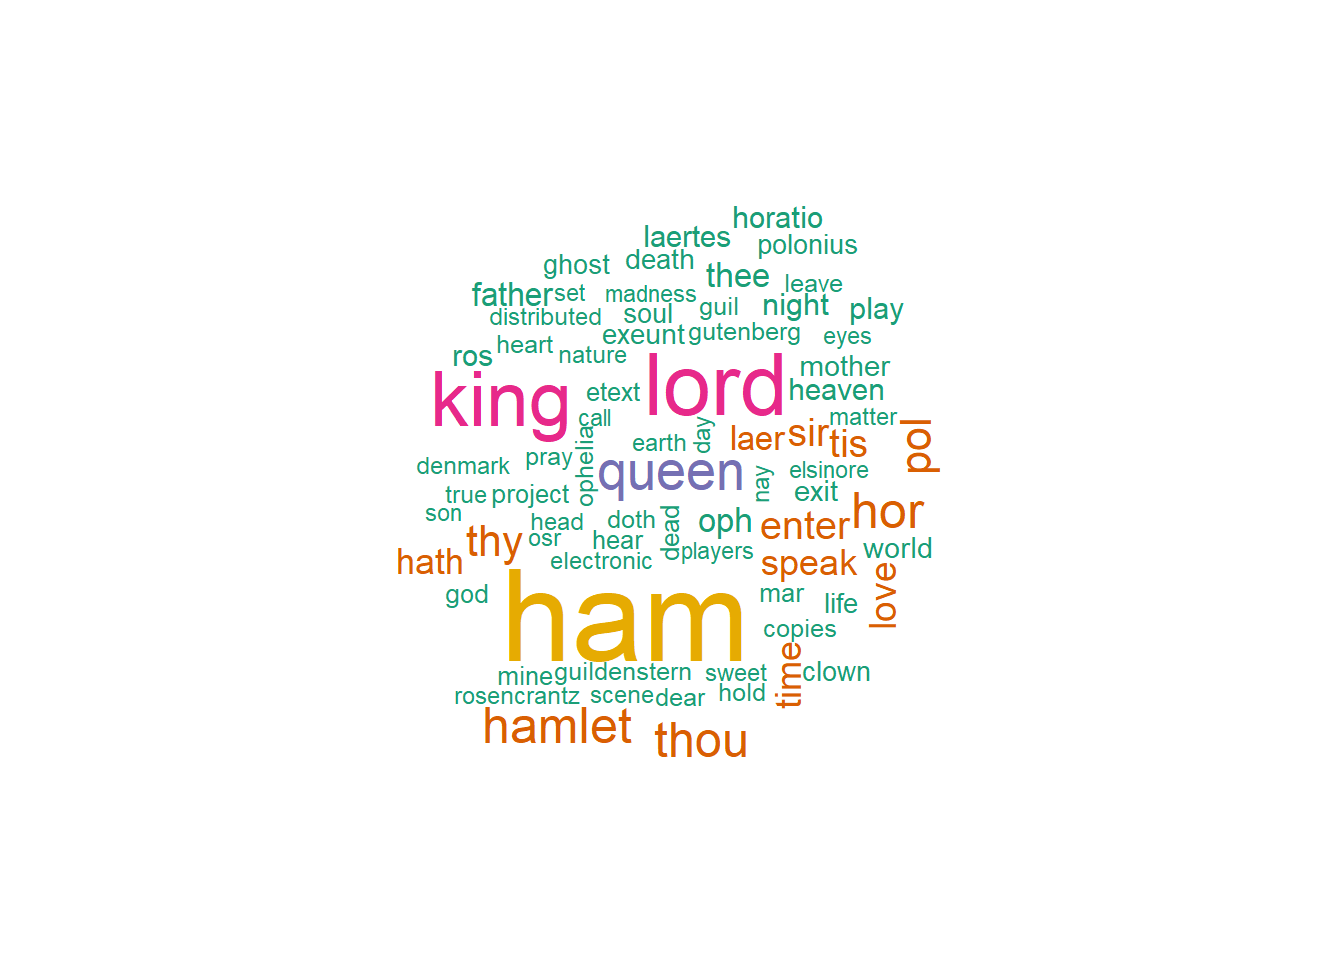 horatio
laertes
polonius
ghost
death
thee
leave
father
set
madness
guil
night
play
distributed
soul
exeunt
gutenberg
eyes
ros
heart
nature
king
lord
mother
etext
heaven
call
matter
day
laer
sir
tis
pol
earth
ophelia
denmark
pray
queen
nay
elsinore
true
project
exit
son
head
doth
dead
oph
enter
hor
osr
hear
thy
hath
electronic
players
speak
world
love
god
ham
mar
life
copies
time
mine
guildenstern
sweet
clown
rosencrantz
scene
dear
hold
hamlet
thou